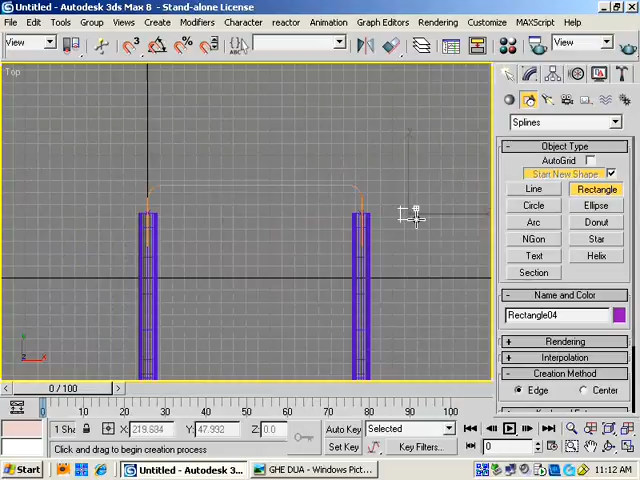 Untitled - Autodesk 3ds Max 8 - Stand-alone License
File Edit Tools Group Views Create Modifiers Character reactor Animation Graph Editors Rendering Customize MAXScript Help
View View
Top
Splines
- Object Type
AutoGrid
Start New Shape
Line Rectangle
Circle Ellipse
Arc Donut
NGon Star
Text Helix
Section
- Name and Color
Rectangle04
+ Rendering
+ Interpolation
- Creation Method
Edge Center
0 / 100
0 10 20 30 40 50 60 70 80 90 100
1 Sha X: 219.634 Y: 47.992 Z: 0.0 Auto Key Selected
Click and drag to begin creation process Set Key Key Filters... 0
Start Untitled - Autodesk 3... GHE DUA - Windows Pict... 11:12 AM